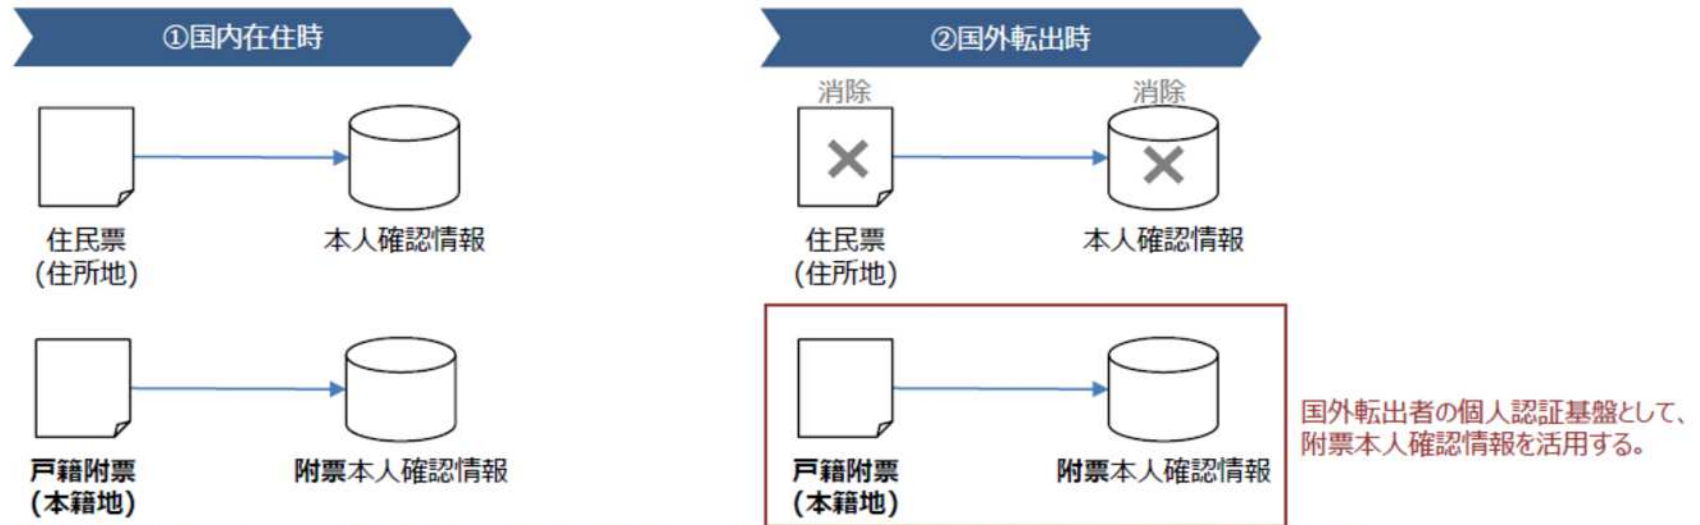 ①国内在住時
住民票
(住所地)
本人確認情報
戸籍附票
(本籍地)
附票本人確認情報
②国外転出時
消除
消除
住民票
(住所地)
本人確認情報
戸籍附票
(本籍地)
附票本人確認情報
国外転出者の個人認証基盤として、
附票本人確認情報を活用する。